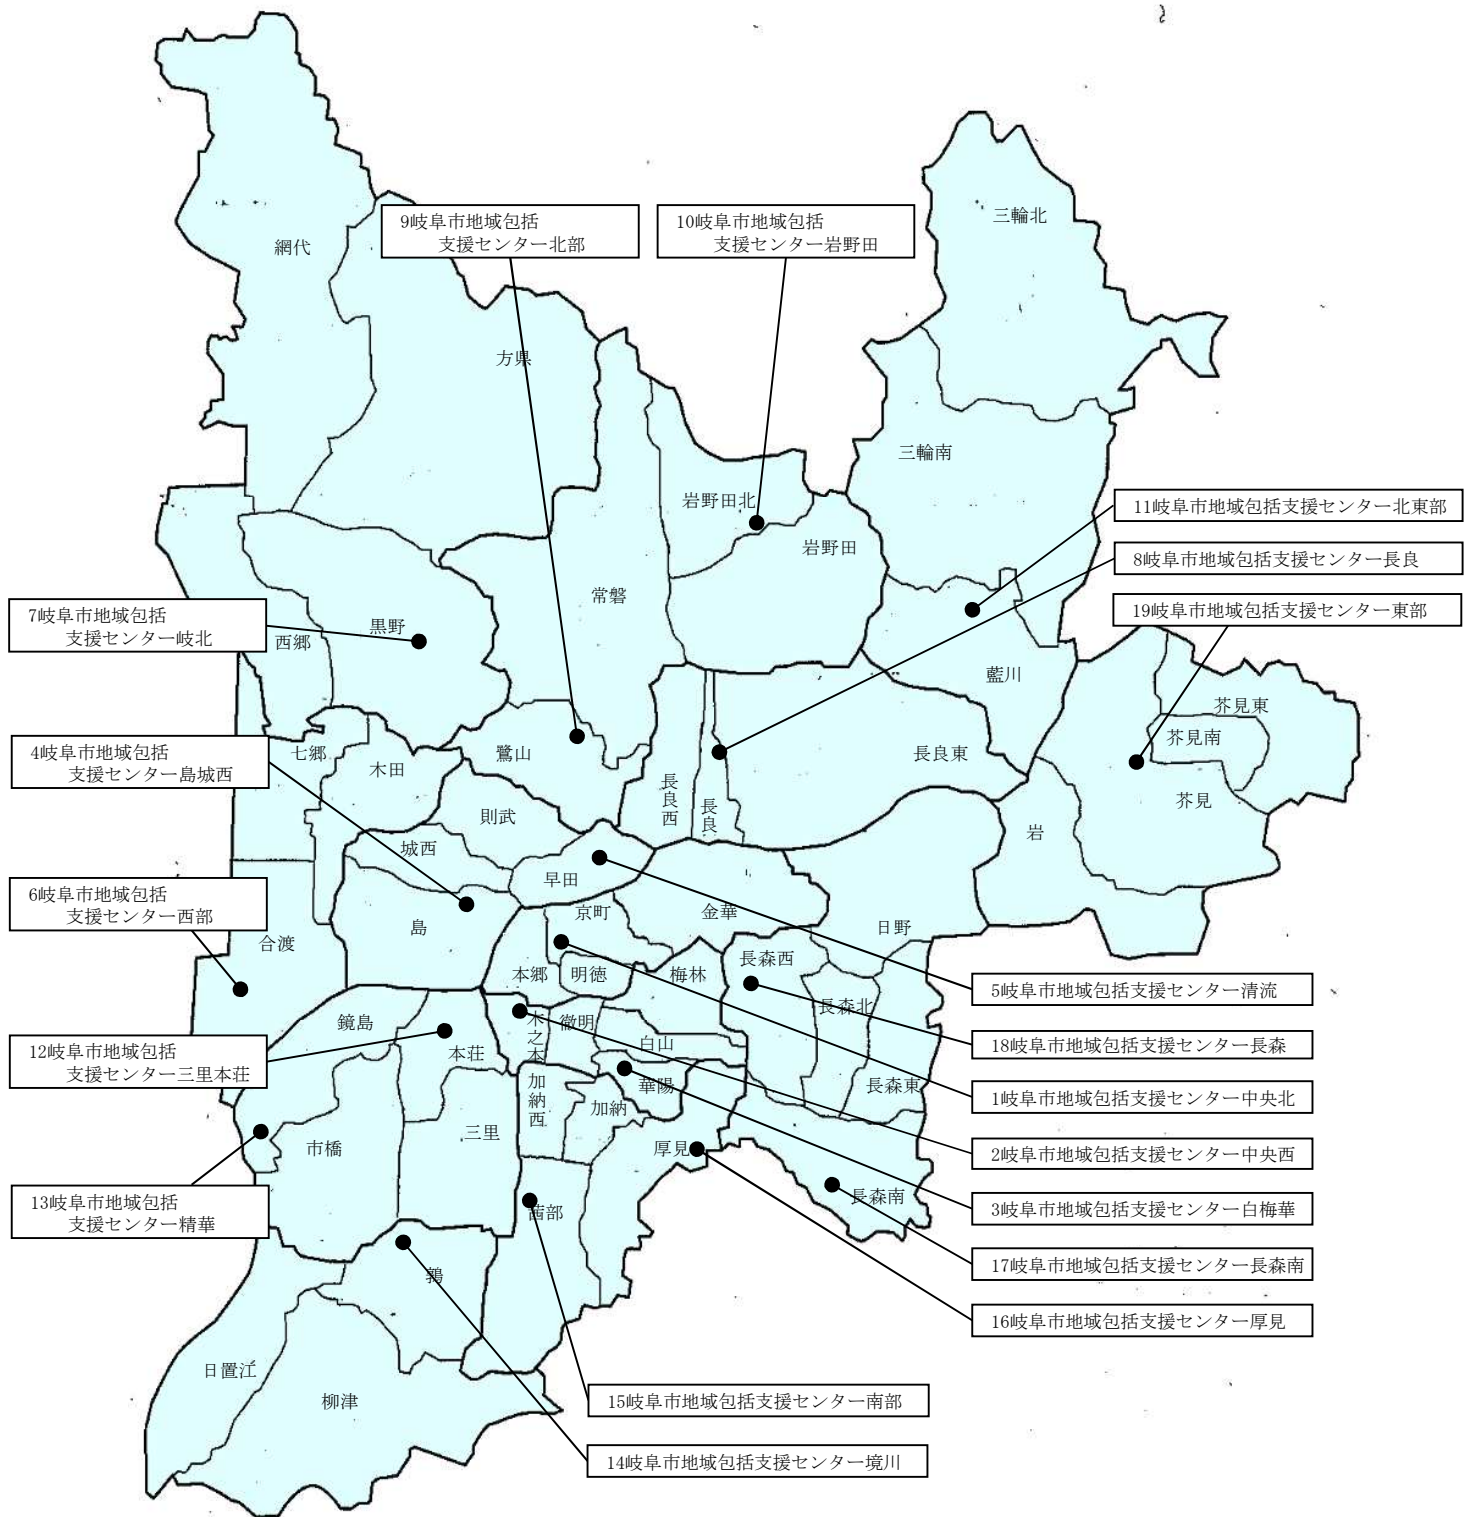 三輪北
9岐阜市地域包括
支援センター北部
10岐阜市地域包括
支援センター岩野田
網代
方県
三輪南
岩野田北
11岐阜市地域包括支援センター北東部
岩野田
8岐阜市地域包括支援センター長良
常磐
19岐阜市地域包括支援センター東部
7岐阜市地域包括
支援センター岐北
黒野
西郷
藍川
芥見東
芥見南
4岐阜市地域包括
支援センター島城西
七郷
木田
鷺山
長良東
長良西
長良
芥見
則武
岩
城西
早田
6岐阜市地域包括
支援センター西部
京町
金華
島
日野
合渡
本郷
明徳
梅林
長森西
5岐阜市地域包括支援センター清流
長森北
鏡島
木之本
徹明
白山
18岐阜市地域包括支援センター長森
12岐阜市地域包括
支援センター三里本荘
本荘
加納西
華陽
長森東
1岐阜市地域包括支援センター中央北
加納
三里
市橋
厚見
2岐阜市地域包括支援センター中央西
13岐阜市地域包括
支援センター精華
長森南
茜部
3岐阜市地域包括支援センター白梅華
17岐阜市地域包括支援センター長森南
鶉
16岐阜市地域包括支援センター厚見
日置江
柳津
15岐阜市地域包括支援センター南部
14岐阜市地域包括支援センター境川